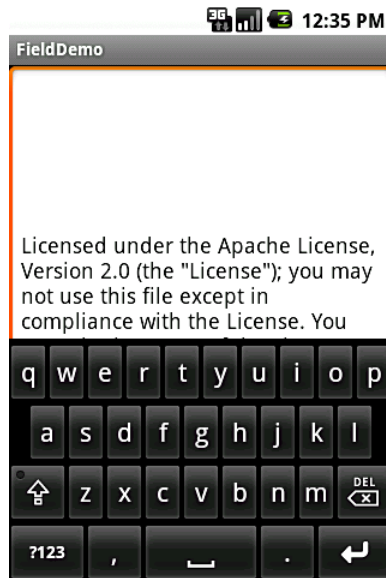 3G 12:35 PM
FieldDemo
Licensed under the Apache License,
Version 2.0 (the "License"); you may
not use this file except in
compliance with the License. You
q w e r t y u i o p
a s d f g h j k l
z x c v b n m DEL
?123 , .